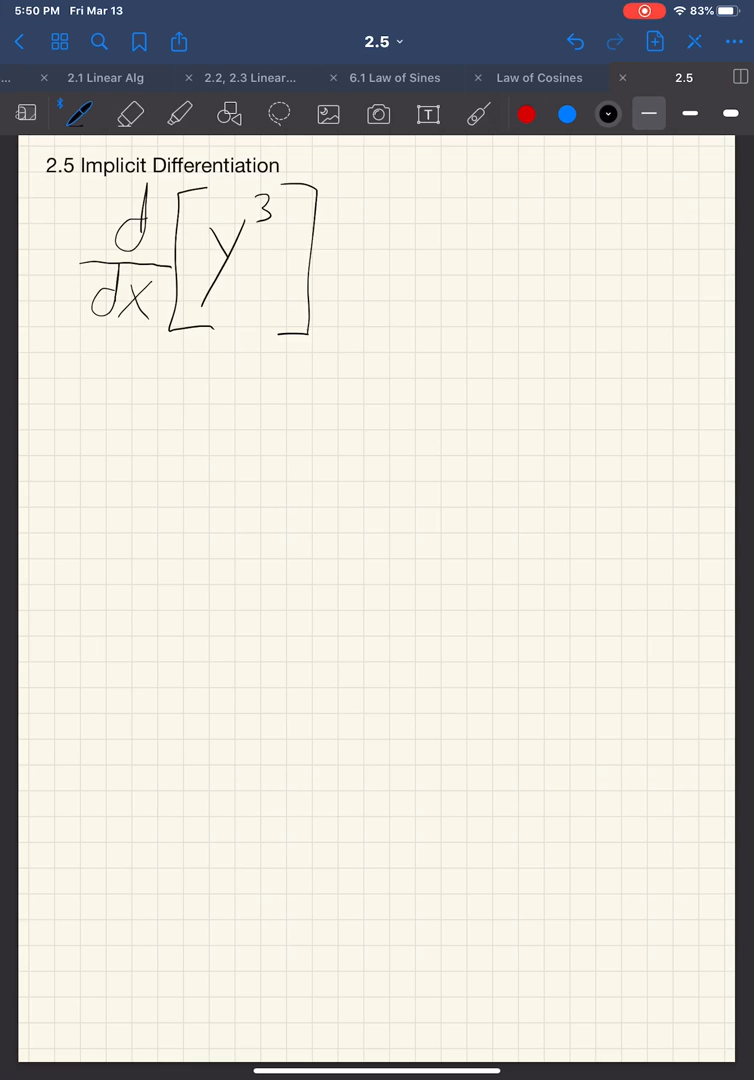 5:50 PM Fri Mar 13 83%
2.5
... 2.1 Linear Alg 2.2, 2.3 Linear... 6.1 Law of Sines Law of Cosines 2.5
T
2.5 Implicit Differentiation
d/dx [y³]